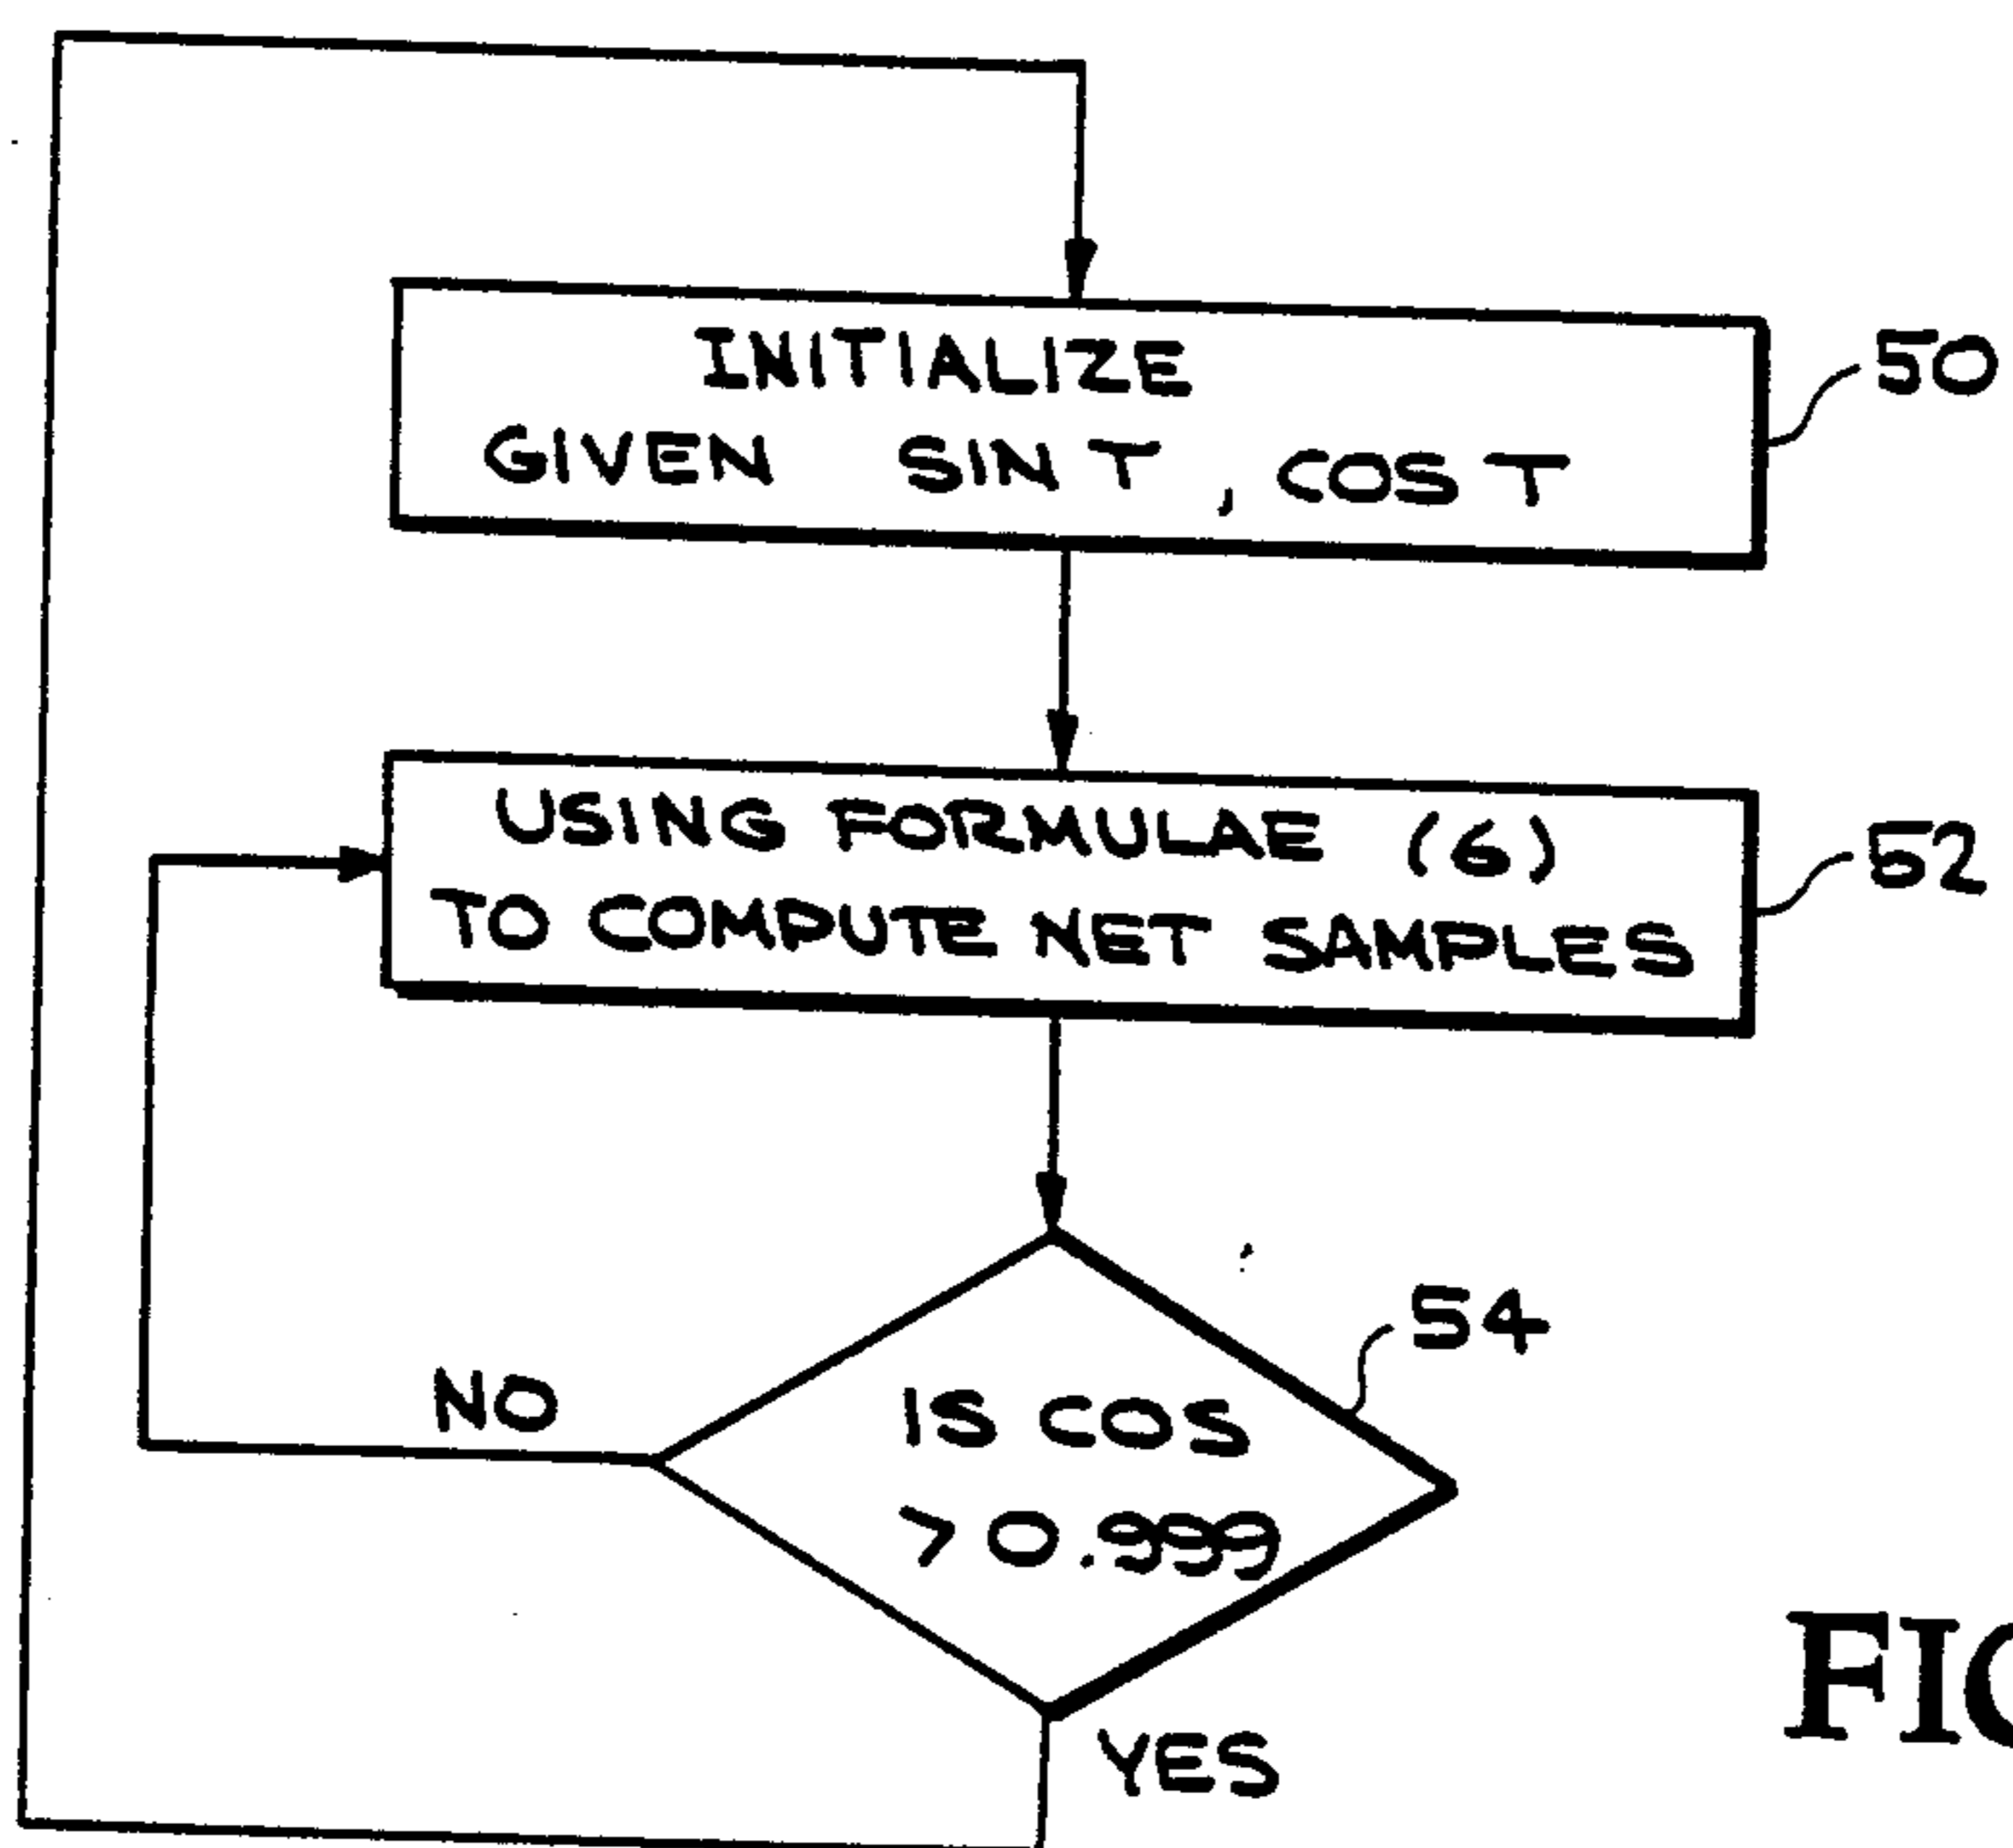 INITIALIZE
GIVEN SIN T, COS T
50
USING FORMULAE (6)
TO COMPUTE NET SAMPLES
52
54
NO
IS COS
>0.999
YES